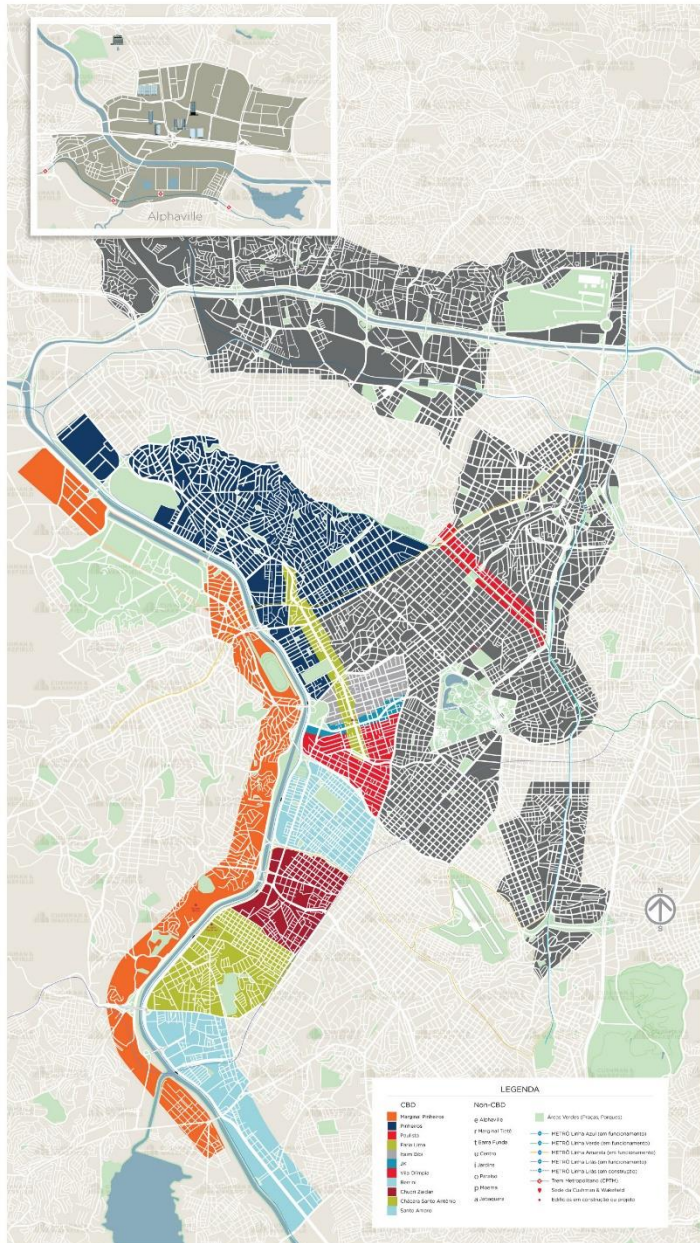 Alphaville
N
S
LEGENDA
CBD
Marginal Pinheiros
Pinheiros
Paulista
Faria Lima
Itaim Bibi
JK
Vila Olímpia
Berrini
Chucri Zaidan
Chácara Santo Antônio
Santo Amaro
Non-CBD
Alphaville
Marginal Tietê
Barra Funda
Centro
Jardins
Paraíso
Moema
Jabaquara
Áreas Verdes (Praças, Parques)
METRÔ Linha Azul (em funcionamento)
METRÔ Linha Verde (em funcionamento)
METRÔ Linha Amarela (em funcionamento)
METRÔ Linha Lilás (em funcionamento)
METRÔ Linha Lilás (em construção)
Trem Metropolitano (CPTM)
Sede da Cushman & Wakefield
Edifícios em construção ou projeto